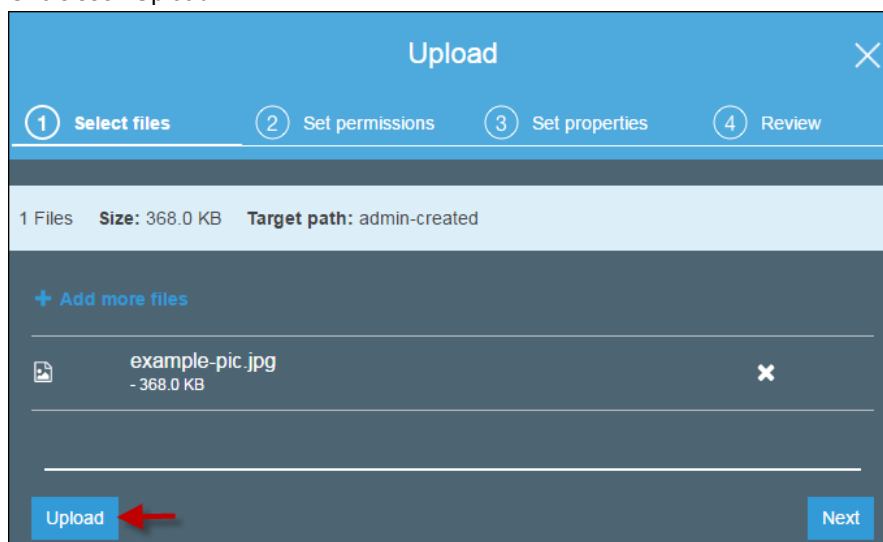 Upload
1 Select files 2 Set permissions 3 Set properties 4 Review
1 Files Size: 368.0 KB Target path: admin-created
+ Add more files
example-pic.jpg
- 368.0 KB
Upload Next